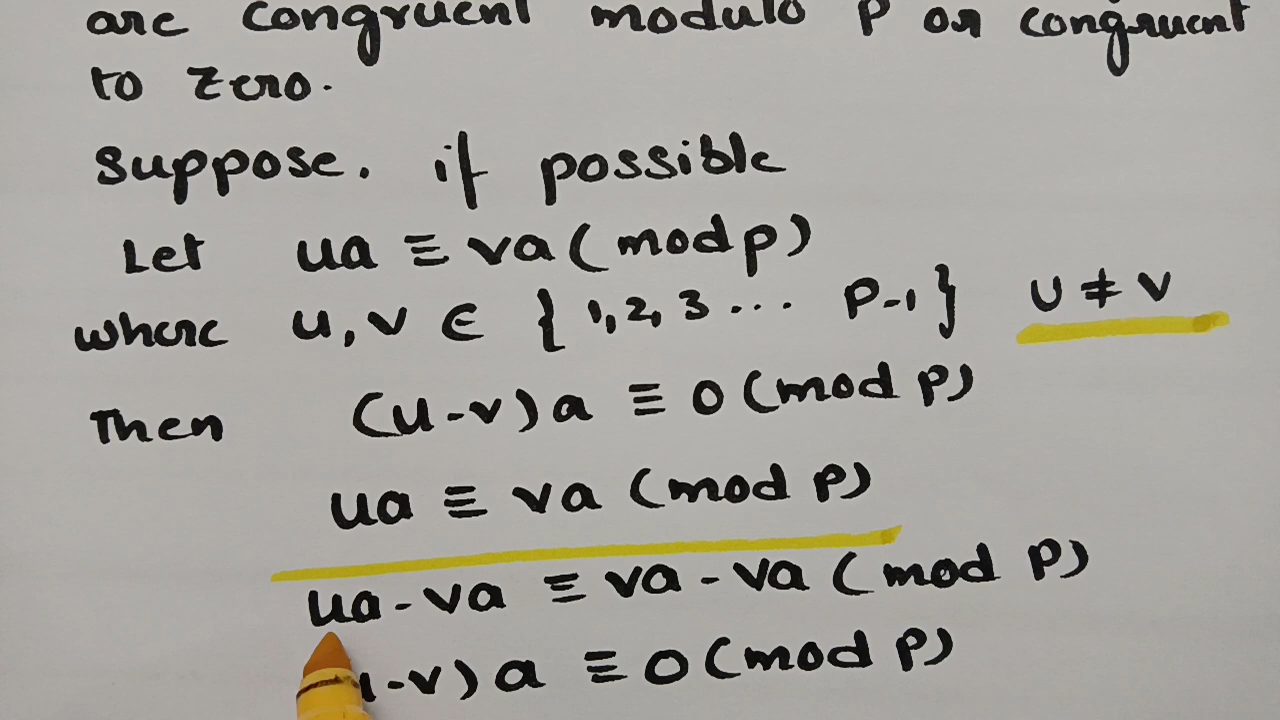 are congruent modulo P or congruent
to zero.
Suppose. if possible
Let ua ≡ va (mod p)
where u, v ∈ { 1, 2, 3 ... P-1 } U ≠ V
Then (u-v) a ≡ 0 (mod p)
ua ≡ va (mod p)
ua - va ≡ va - va (mod p)
-v) a ≡ 0 (mod p)